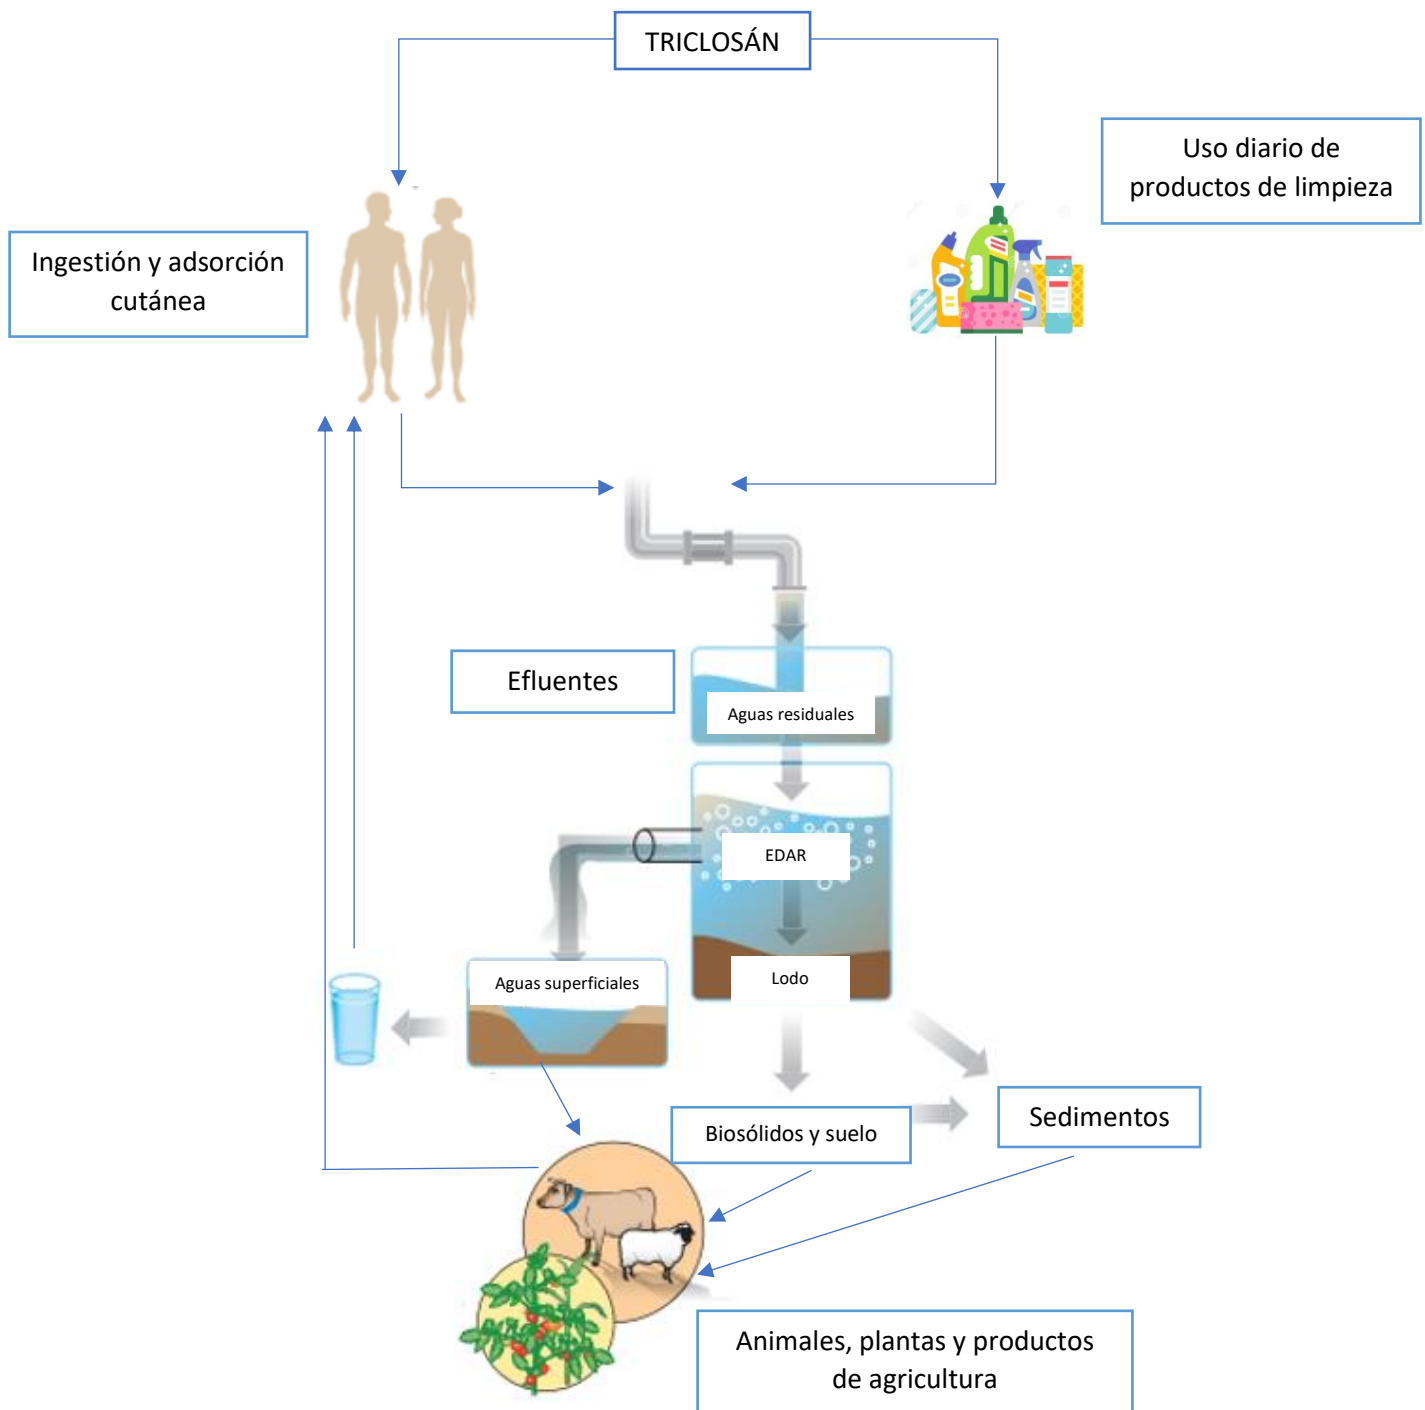 TRICLOSÁN
Uso diario de
productos de limpieza
Ingestión y adsorción
cutánea
Efluentes
Aguas residuales
EDAR
Aguas superficiales
Lodo
Biosólidos y suelo
Sedimentos
Animales, plantas y productos
de agricultura